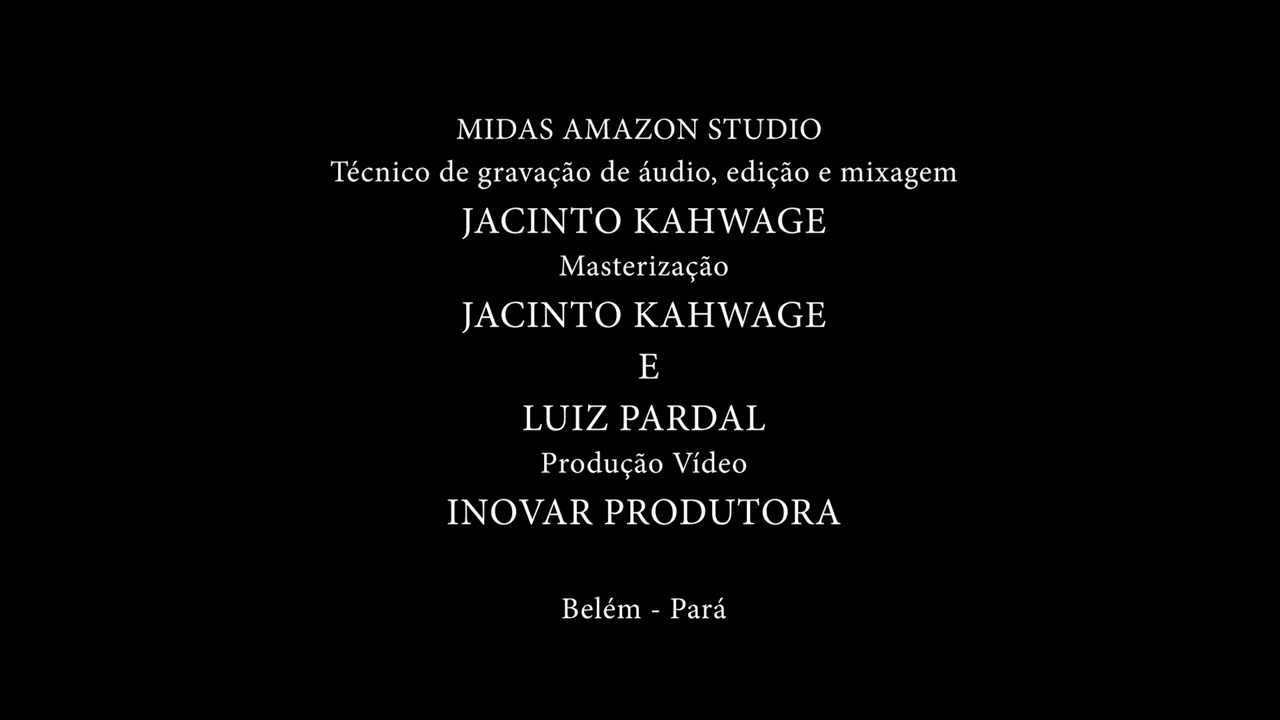 MIDAS AMAZON STUDIO
Técnico de gravação de áudio, edição e mixagem
JACINTO KAHWAGE
Masterização
JACINTO KAHWAGE
E
LUIZ PARDAL
Produção Vídeo
INOVAR PRODUTORA
Belém - Pará